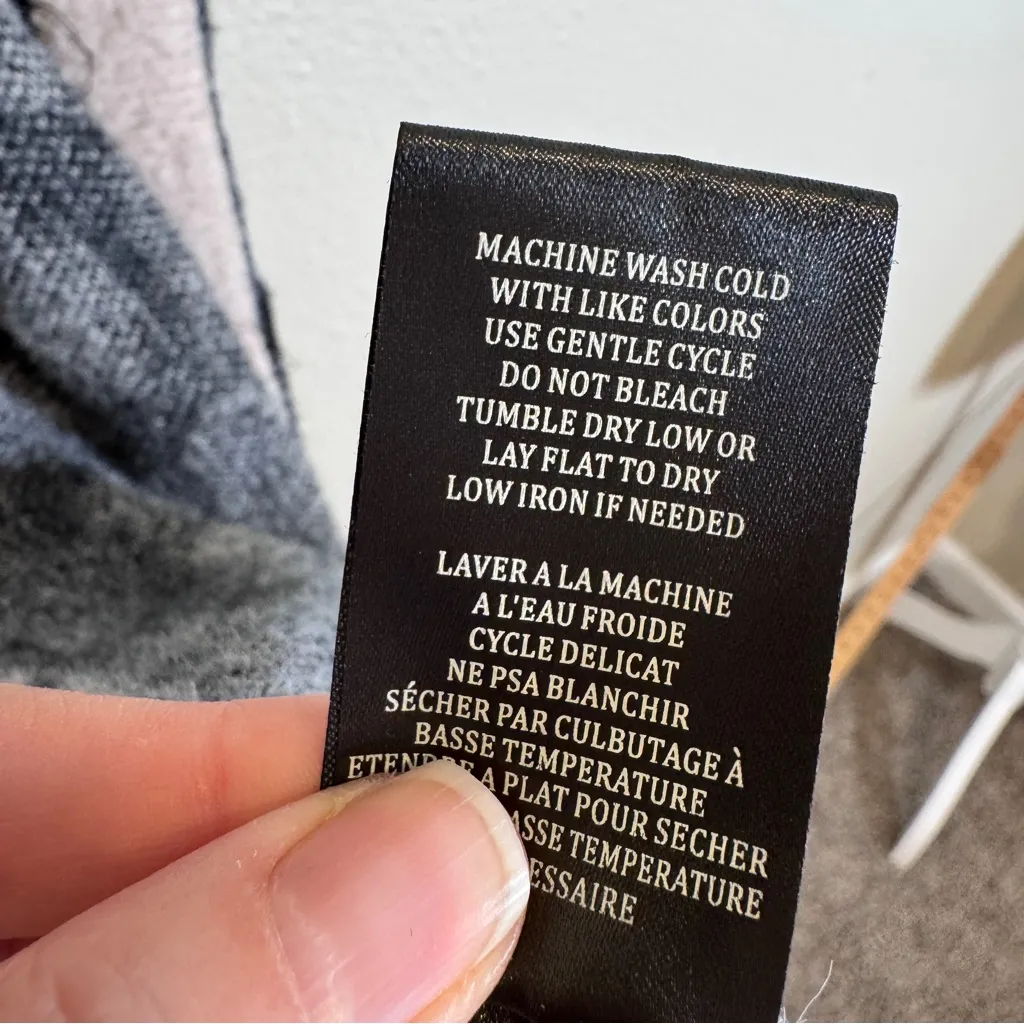 MACHINE WASH COLD
WITH LIKE COLORS
USE GENTLE CYCLE
DO NOT BLEACH
TUMBLE DRY LOW OR
LAY FLAT TO DRY
LOW IRON IF NEEDED
LAVER A LA MACHINE
A L'EAU FROIDE
CYCLE DELICAT
NE PSA BLANCHIR
SÉCHER PAR CULBUTAGE À
BASSE TEMPERATURE
A PLAT POUR SECHER
TEMPERATURE